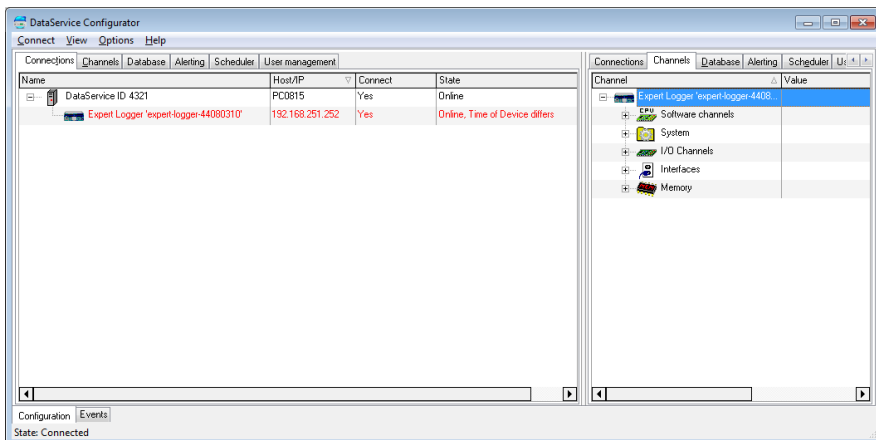 DataService Configurator
Connect View Options Help
Connections Channels Database Alerting Scheduler User management
Name Host/IP Connect State
DataService ID 4321 PC0815 Yes Online
Expert Logger 'expert-logger-44080310' 192.168.251.252 Yes Online, Time of Device differs
Connections Channels Database Alerting Scheduler
Channel Value
Expert Logger 'expert-logger-4408...
CPU
Software channels
System
I/O Channels
Interfaces
Memory
Configuration Events
State: Connected